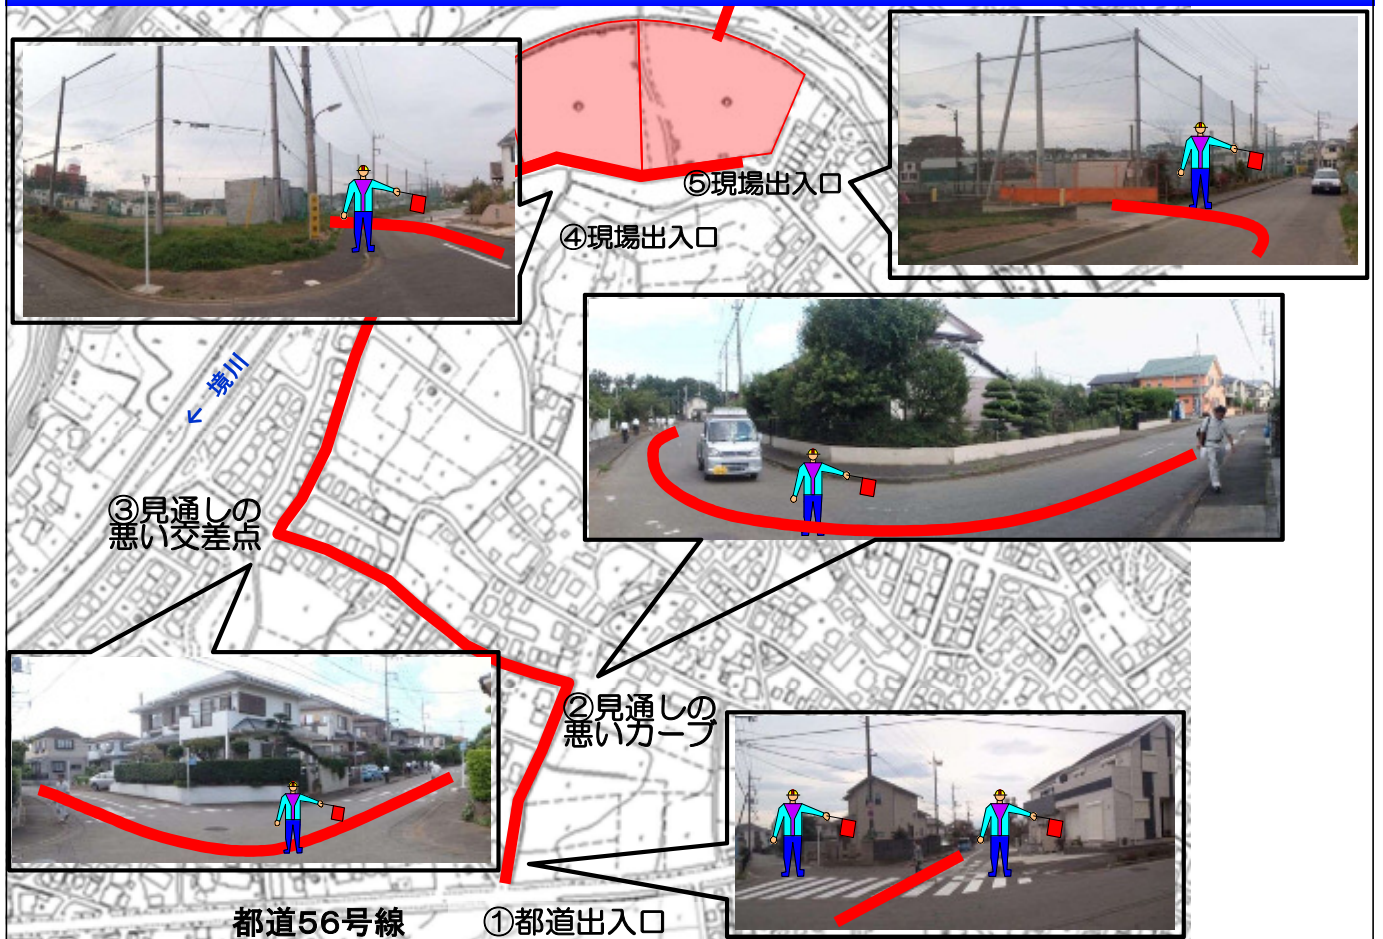 ⑤現場出入口
④現場出入口
← 境川
③見通しの
悪い交差点
②見通しの
悪いカーブ
都道56号線
①都道出入口